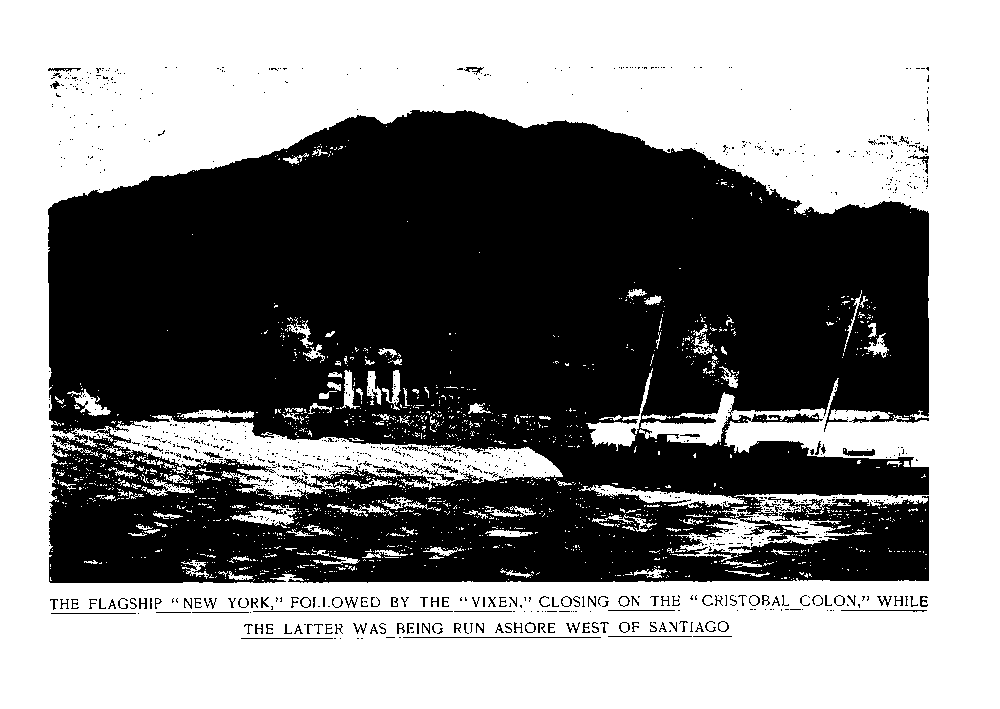 THE FLAGSHIP "NEW YORK," FOLLOWED BY THE "VIXEN," CLOSING ON THE "CRISTOBAL COLON," WHILE
THE LATTER WAS BEING RUN ASHORE WEST OF SANTIAGO